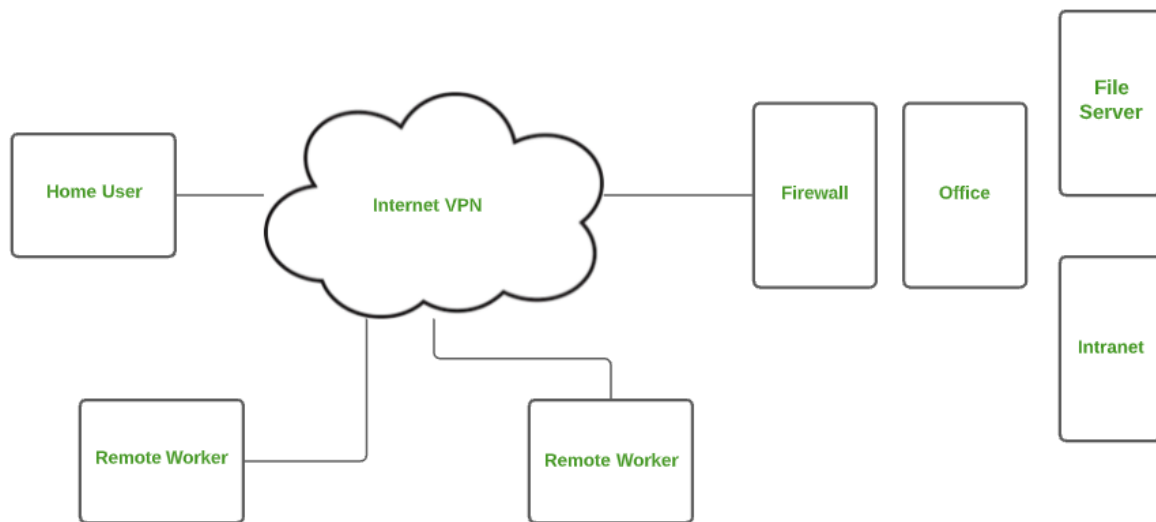 File
Server
Home User
Internet VPN
Firewall
Office
Intranet
Remote Worker
Remote Worker